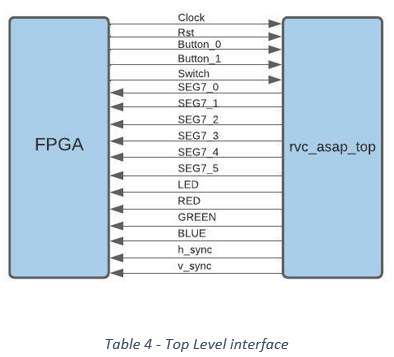 Clock
Rst
Button_0
Button_1
Switch
SEG7_0
SEG7_1
SEG7_2
SEG7_3
SEG7_4
SEG7_5
LED
RED
GREEN
BLUE
h_sync
v_sync
FPGA
rvc_asap_top
Table 4 - Top Level interface